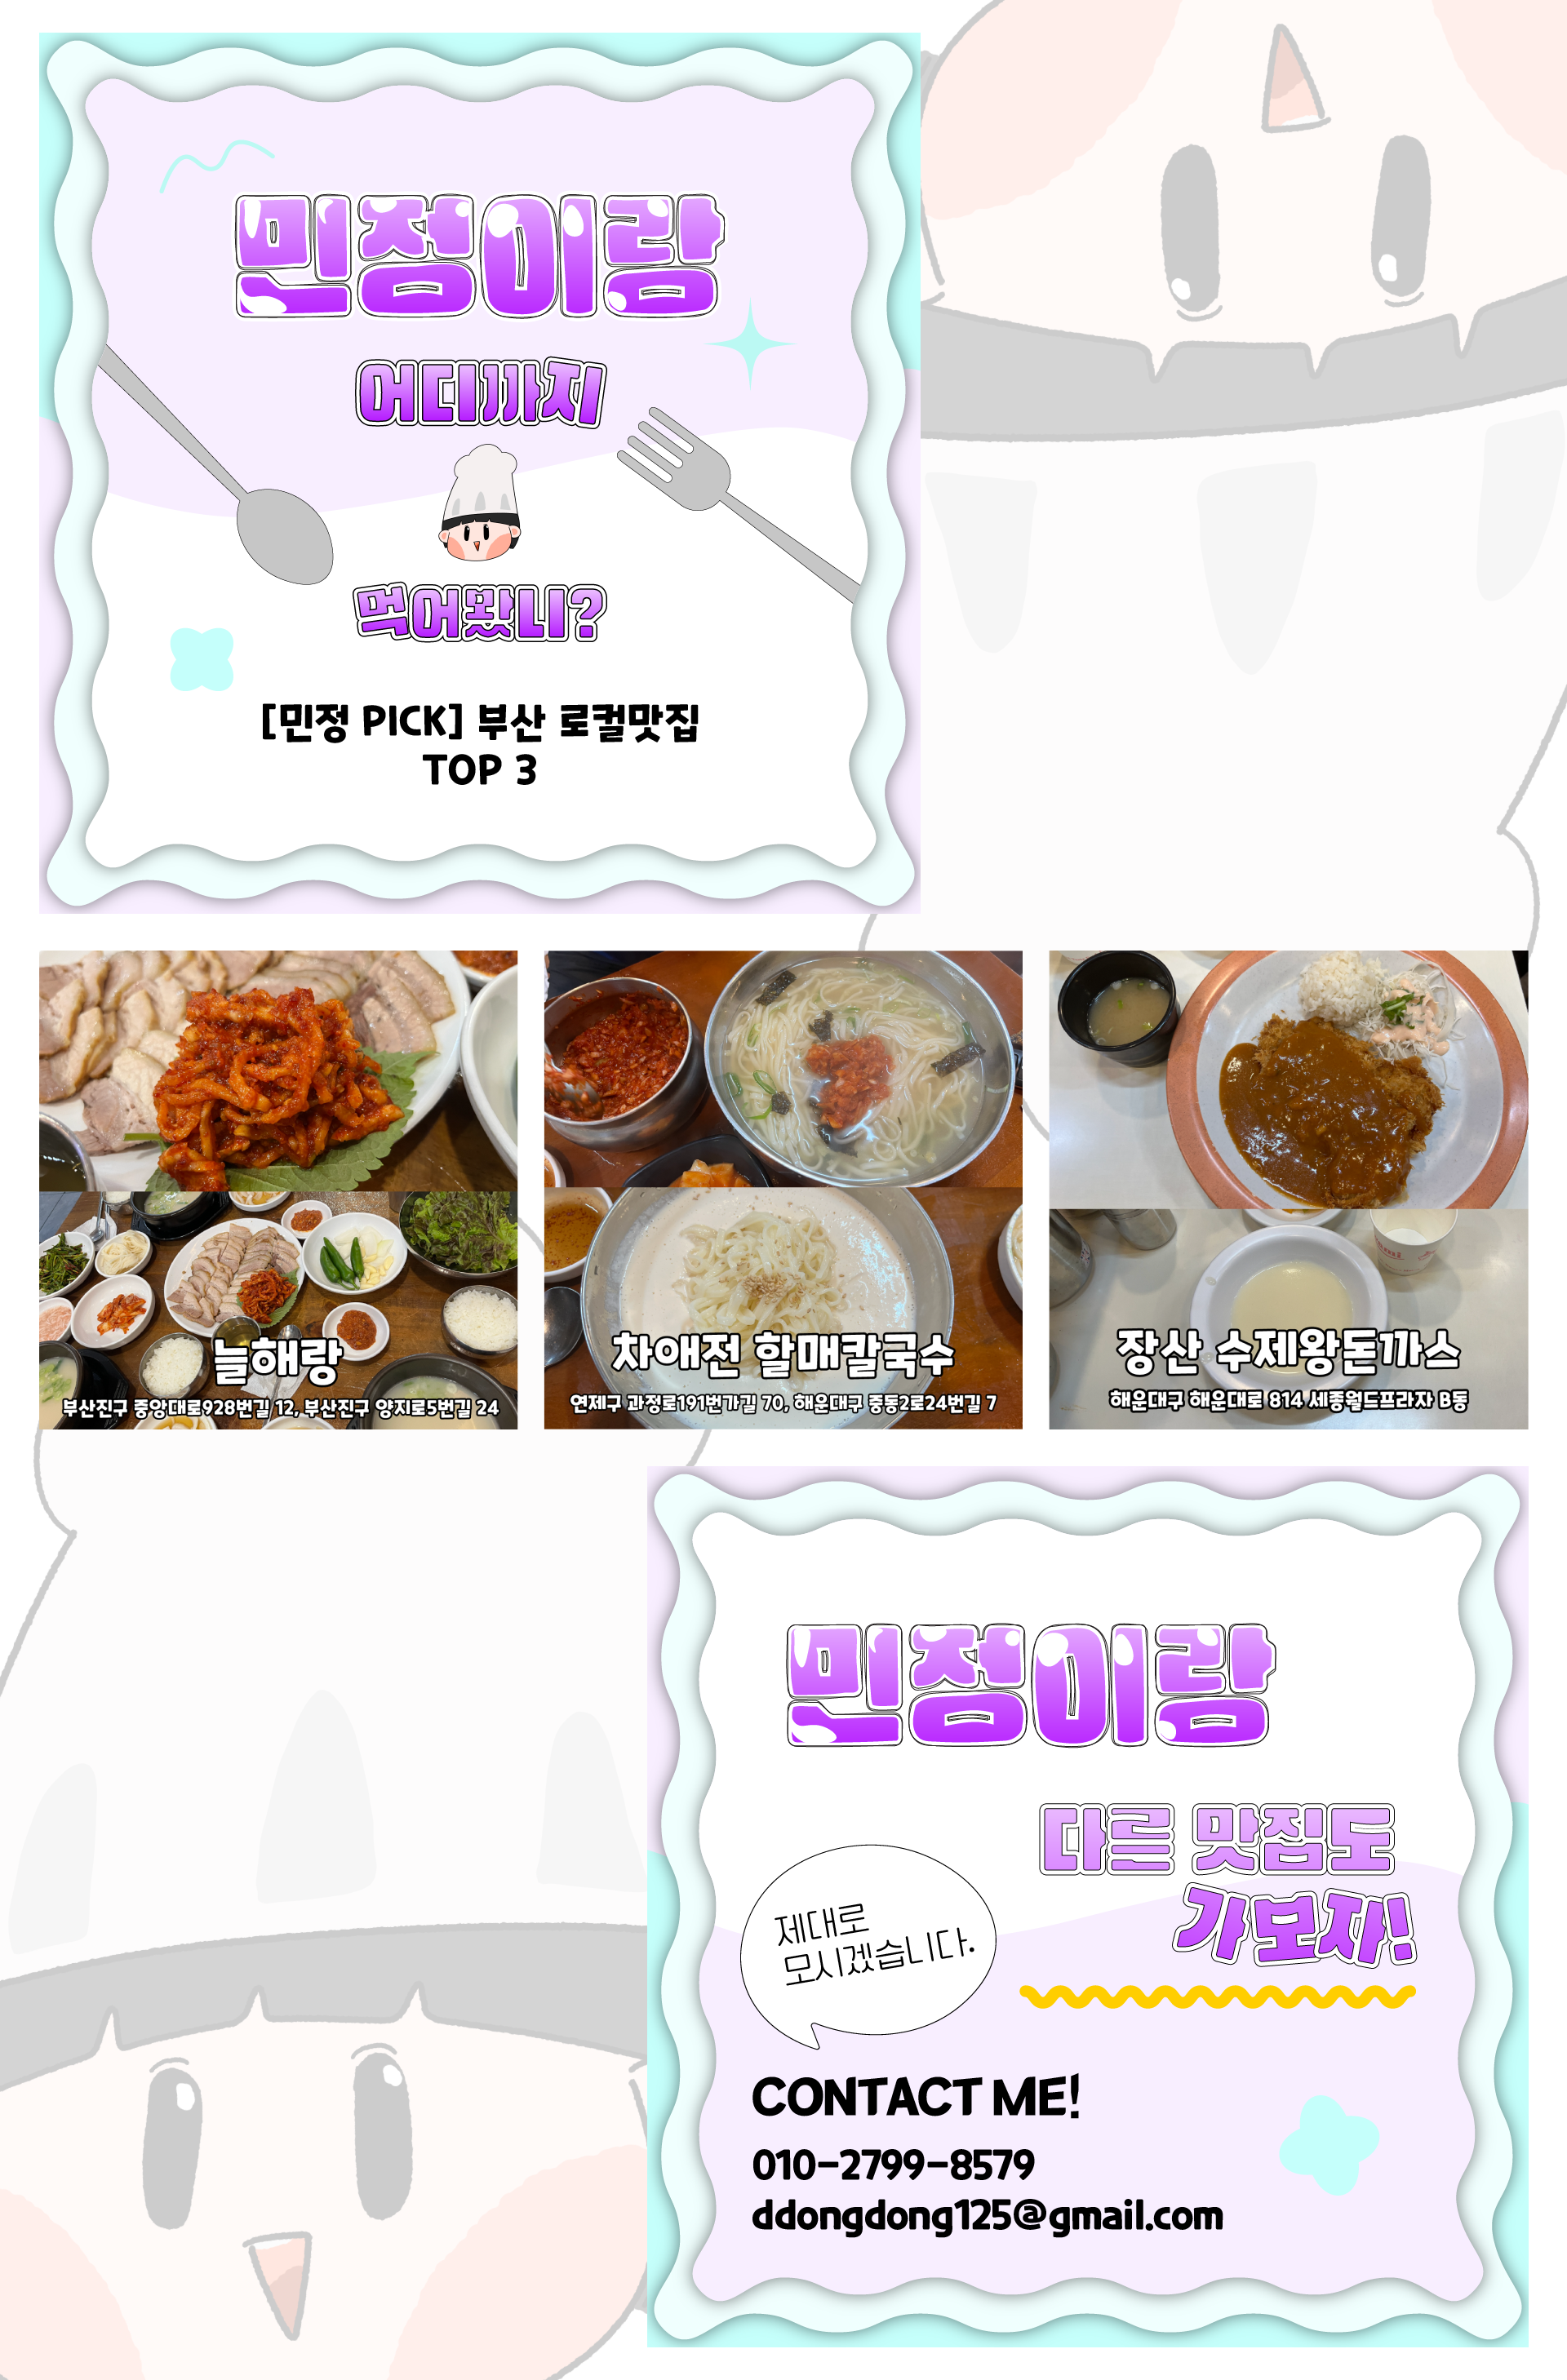 민정이랑
어디까지
먹어봤니?
[민정 PICK] 부산 로컬맛집
TOP 3
늘해랑
부산진구 중앙대로928번길 12, 부산진구 양지로5번길 24
차애전 할매칼국수
연제구 과정로191번가길 70, 해운대구 중동2로24번길 7
장산 수제왕돈까스
해운대구 해운대로 814 세종월드프라자 B동
민정이랑
다른 맛집도
가보자!
제대로
모시겠습니다.
CONTACT ME!
010-2799-8579
ddongdong125@gmail.com